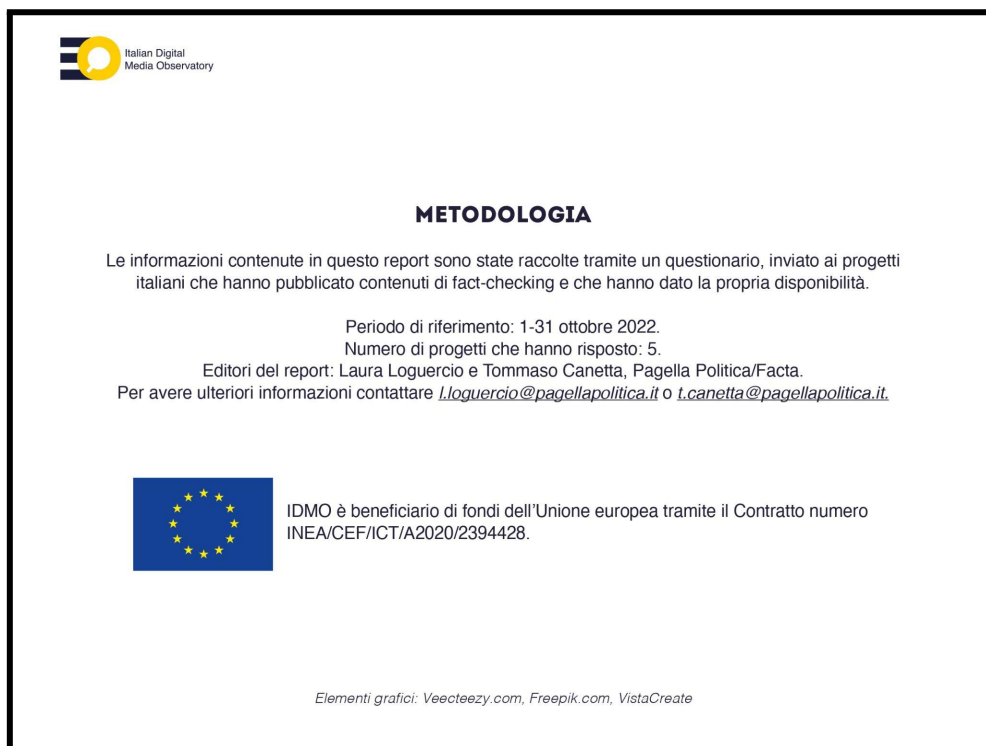 Italian Digital
Media Observatory
METODOLOGIA
Le informazioni contenute in questo report sono state raccolte tramite un questionario, inviato ai progetti
italiani che hanno pubblicato contenuti di fact-checking e che hanno dato la propria disponibilità.
Periodo di riferimento: 1-31 ottobre 2022.
Numero di progetti che hanno risposto: 5.
Editori del report: Laura Loguercio e Tommaso Canetta, Pagella Politica/Facta.
Per avere ulteriori informazioni contattare l.loguercio@pagellapolitica.it o t.canetta@pagellapolitica.it.
IDMO è beneficiario di fondi dell'Unione europea tramite il Contratto numero
INEA/CEF/ICT/A2020/2394428.
Elementi grafici: Veecteezy.com, Freepik.com, VistaCreate